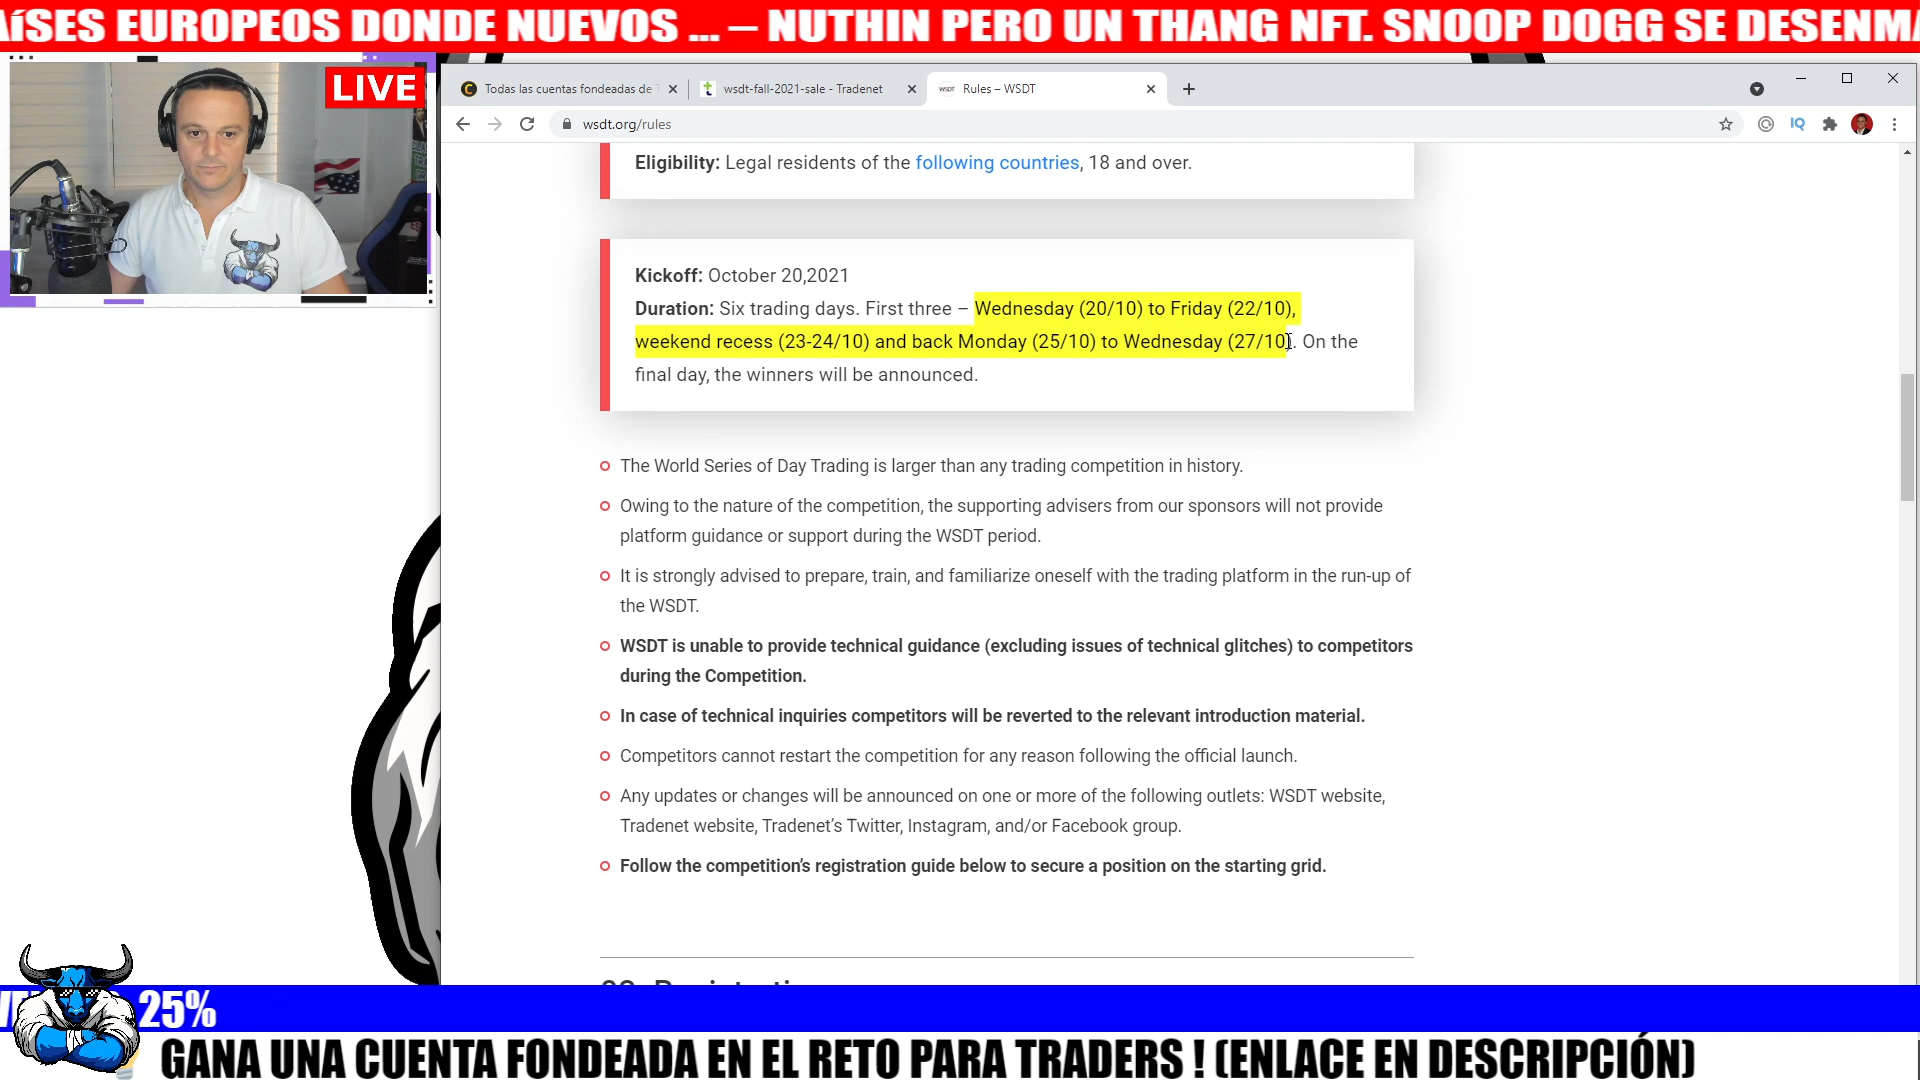 AÍSES EUROPEOS DONDE NUEVOS ... – NUTHIN PERO UN THANG NFT. SNOOP DOGG SE DESENMA
LIVE
Todas las cuentas fondeadas de
wsdt-fall-2021-sale - Tradenet
WSDT Rules – WSDT
wsdt.org/rules
IQ
Eligibility: Legal residents of the following countries, 18 and over.
Kickoff: October 20,2021
Duration: Six trading days. First three – Wednesday (20/10) to Friday (22/10),
weekend recess (23-24/10) and back Monday (25/10) to Wednesday (27/10). On the
final day, the winners will be announced.
The World Series of Day Trading is larger than any trading competition in history.
Owing to the nature of the competition, the supporting advisers from our sponsors will not provide
platform guidance or support during the WSDT period.
It is strongly advised to prepare, train, and familiarize oneself with the trading platform in the run-up of
the WSDT.
WSDT is unable to provide technical guidance (excluding issues of technical glitches) to competitors
during the Competition.
In case of technical inquiries competitors will be reverted to the relevant introduction material.
Competitors cannot restart the competition for any reason following the official launch.
Any updates or changes will be announced on one or more of the following outlets: WSDT website,
Tradenet website, Tradenet’s Twitter, Instagram, and/or Facebook group.
Follow the competition’s registration guide below to secure a position on the starting grid.
25%
GANA UNA CUENTA FONDEADA EN EL RETO PARA TRADERS ! (ENLACE EN DESCRIPCIÓN)